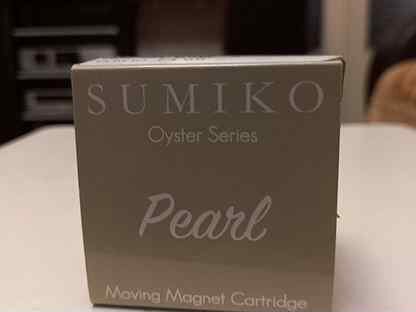 SUMIKO
Oyster Series
Pearl
Moving Magnet Cartridge